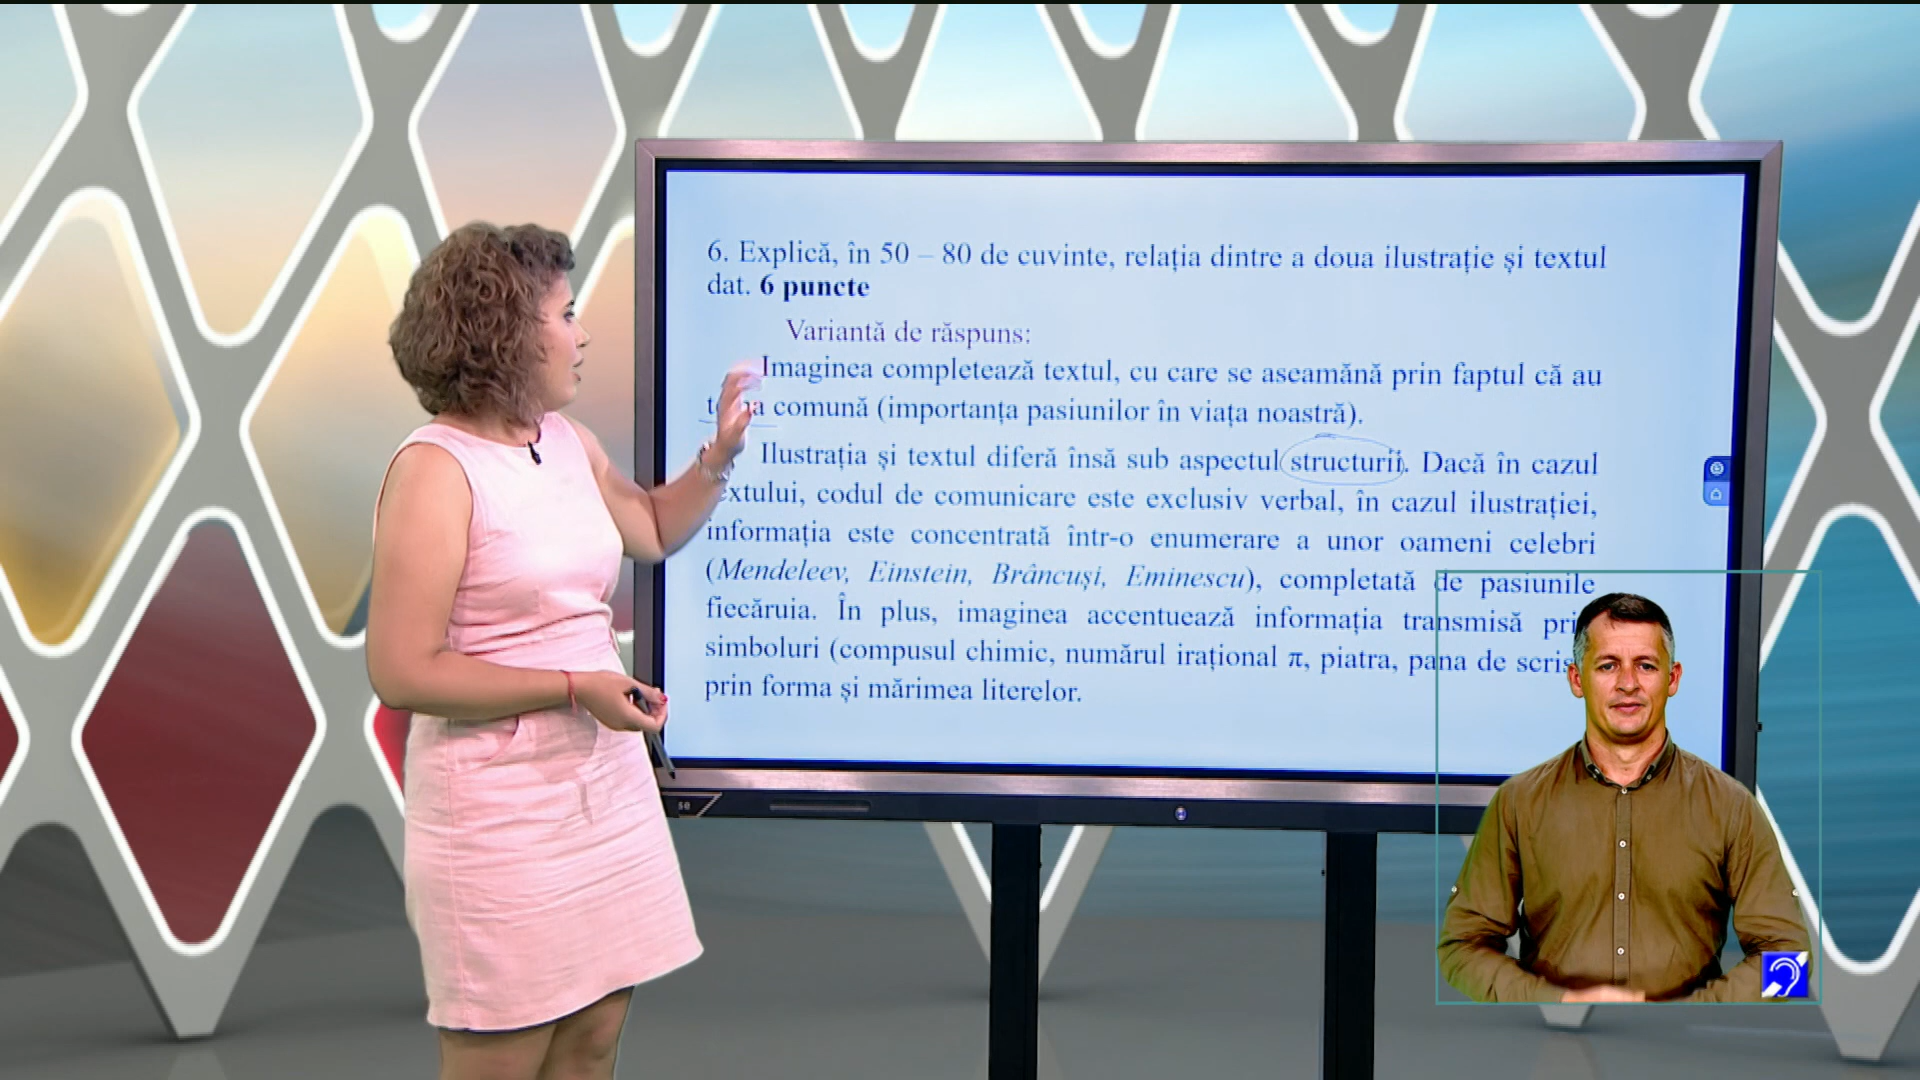 6. Explică, în 50 – 80 de cuvinte, relația dintre a doua ilustrație și textul
dat. 6 puncte
Variantă de răspuns:
Imaginea completează textul, cu care se aseamănă prin faptul că au
comună (importanța pasiunilor în viața noastră).
Ilustrația și textul diferă însă sub aspectul structurii. Dacă în cazul
textului, codul de comunicare este exclusiv verbal, în cazul ilustrației,
informația este concentrată într-o enumerare a unor oameni celebri
(Mendeleev, Einstein, Brâncuși, Eminescu), completată de pasiunile
fiecăruia. În plus, imaginea accentuează informația transmisă
simboluri (compusul chimic, numărul irațional π, piatra, pana de scris
prin forma și mărimea literelor.